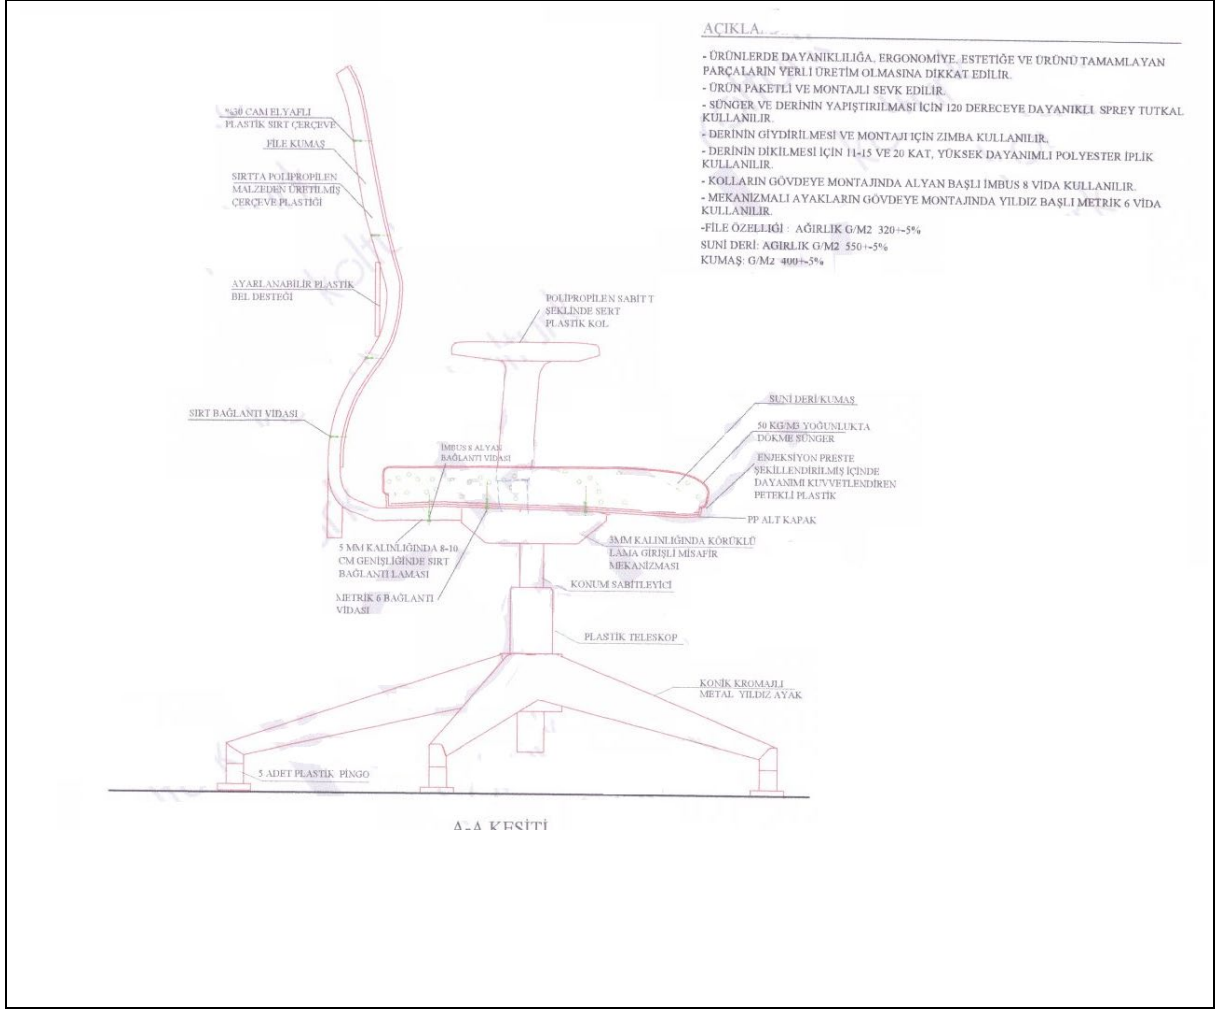 AÇIKLA
- ÜRÜNLERDE DAYANIKLILIĞA, ERGONOMİYE, ESTETİĞE VE ÜRÜNÜ TAMAMLAYAN
PARÇALARIN YERLİ ÜRETİM OLMASINA DİKKAT EDİLİR.
- ÜRÜN PAKETLİ VE MONTAJLI SEVK EDİLİR.
- SÜNGER VE DERİNİN YAPIŞTIRILMASI İÇİN 120 DERECEYE DAYANIKLI SPREY TUTKAL
KULLANILIR.
- DERİNİN GİYDİRİLMESİ VE MONTAJI İÇİN ZIMBA KULLANILIR.
- DERİNİN DİKİLMESİ İÇİN 11-15 VE 20 KAT, YÜKSEK DAYANIMLI POLYESTER İPLİK
KULLANILIR.
- KOLLARIN GÖVDEYE MONTAJINDA ALYAN BAŞLI İMBUS 8 VİDA KULLANILIR.
- MEKANİZMALI AYAKLARIN GÖVDEYE MONTAJINDA YILDIZ BAŞLI METRİK 6 VİDA
KULLANILIR.
-FİLE ÖZELLİĞİ : AĞIRLIK G/M2 320+-5%
SUNİ DERİ: AGIRLIK G/M2 550+-5%
KUMAŞ: G/M2 400+-5%
%30 CAM ELYAFLI
PLASTİK SIRT ÇERÇEVE
FİLE KUMAŞ
SIRTTA POLİPROPİLEN
MALZEDEN ÜRETİLMİŞ
ÇERÇEVE PLASTİĞİ
AYARLANABİLİR PLASTİK
BEL DESTEĞİ
POLİPROPİLEN SABİT T
ŞEKLİNDE SERT
PLASTİK KOL
SIRT BAĞLANTI VİDASI
İMBUS 8 ALYAN
BAĞLANTI VİDASI
SUNİ DERİ/KUMAŞ
50 KG/M3 YOĞUNLUKTA
DÖKME SÜNGER
ENJEKSİYON PRESTE
ŞEKİLLENDİRİLMİŞ İÇİNDE
DAYANIMI KUVVETLENDİREN
PETEKLİ PLASTİK
PP ALT KAPAK
5 MM KALINLIĞINDA 8-10
CM GENİŞLİĞİNDE SIRT
BAĞLANTI LAMASI
3MM KALINLIĞINDA KÖRÜKLÜ
LAMA GİRİŞLİ MİSAFİR
MEKANİZMASI
METRİK 6 BAĞLANTI
VİDASI
KONUM SABİTLEYİCİ
PLASTİK TELESKOP
KONİK KROMAJLI
METAL YILDIZ AYAK
5 ADET PLASTİK PİNGO
A-A KESİTİ